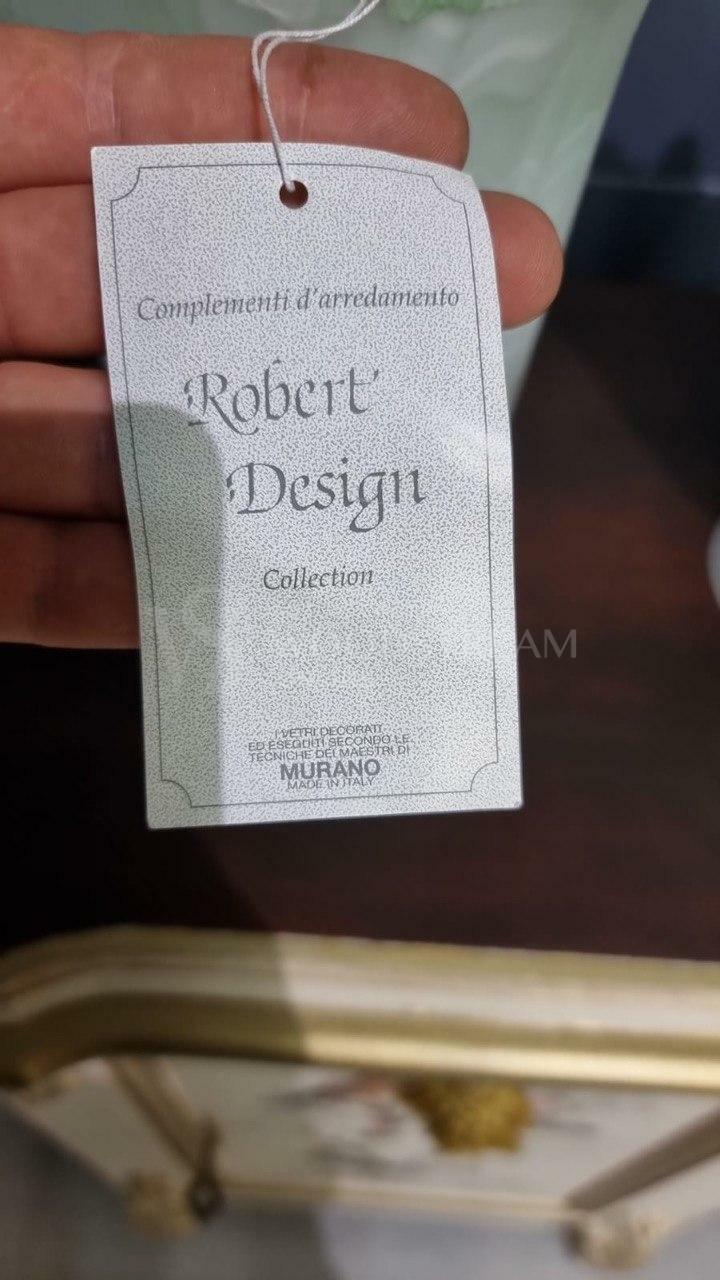 Complementi d'arredamento
Robert
Design
Collection
I VETRI DECORATI
ED ESEGUITI SECONDO LE
TECNICHE DEI MAESTRI DI
MURANO
MADE IN ITALY